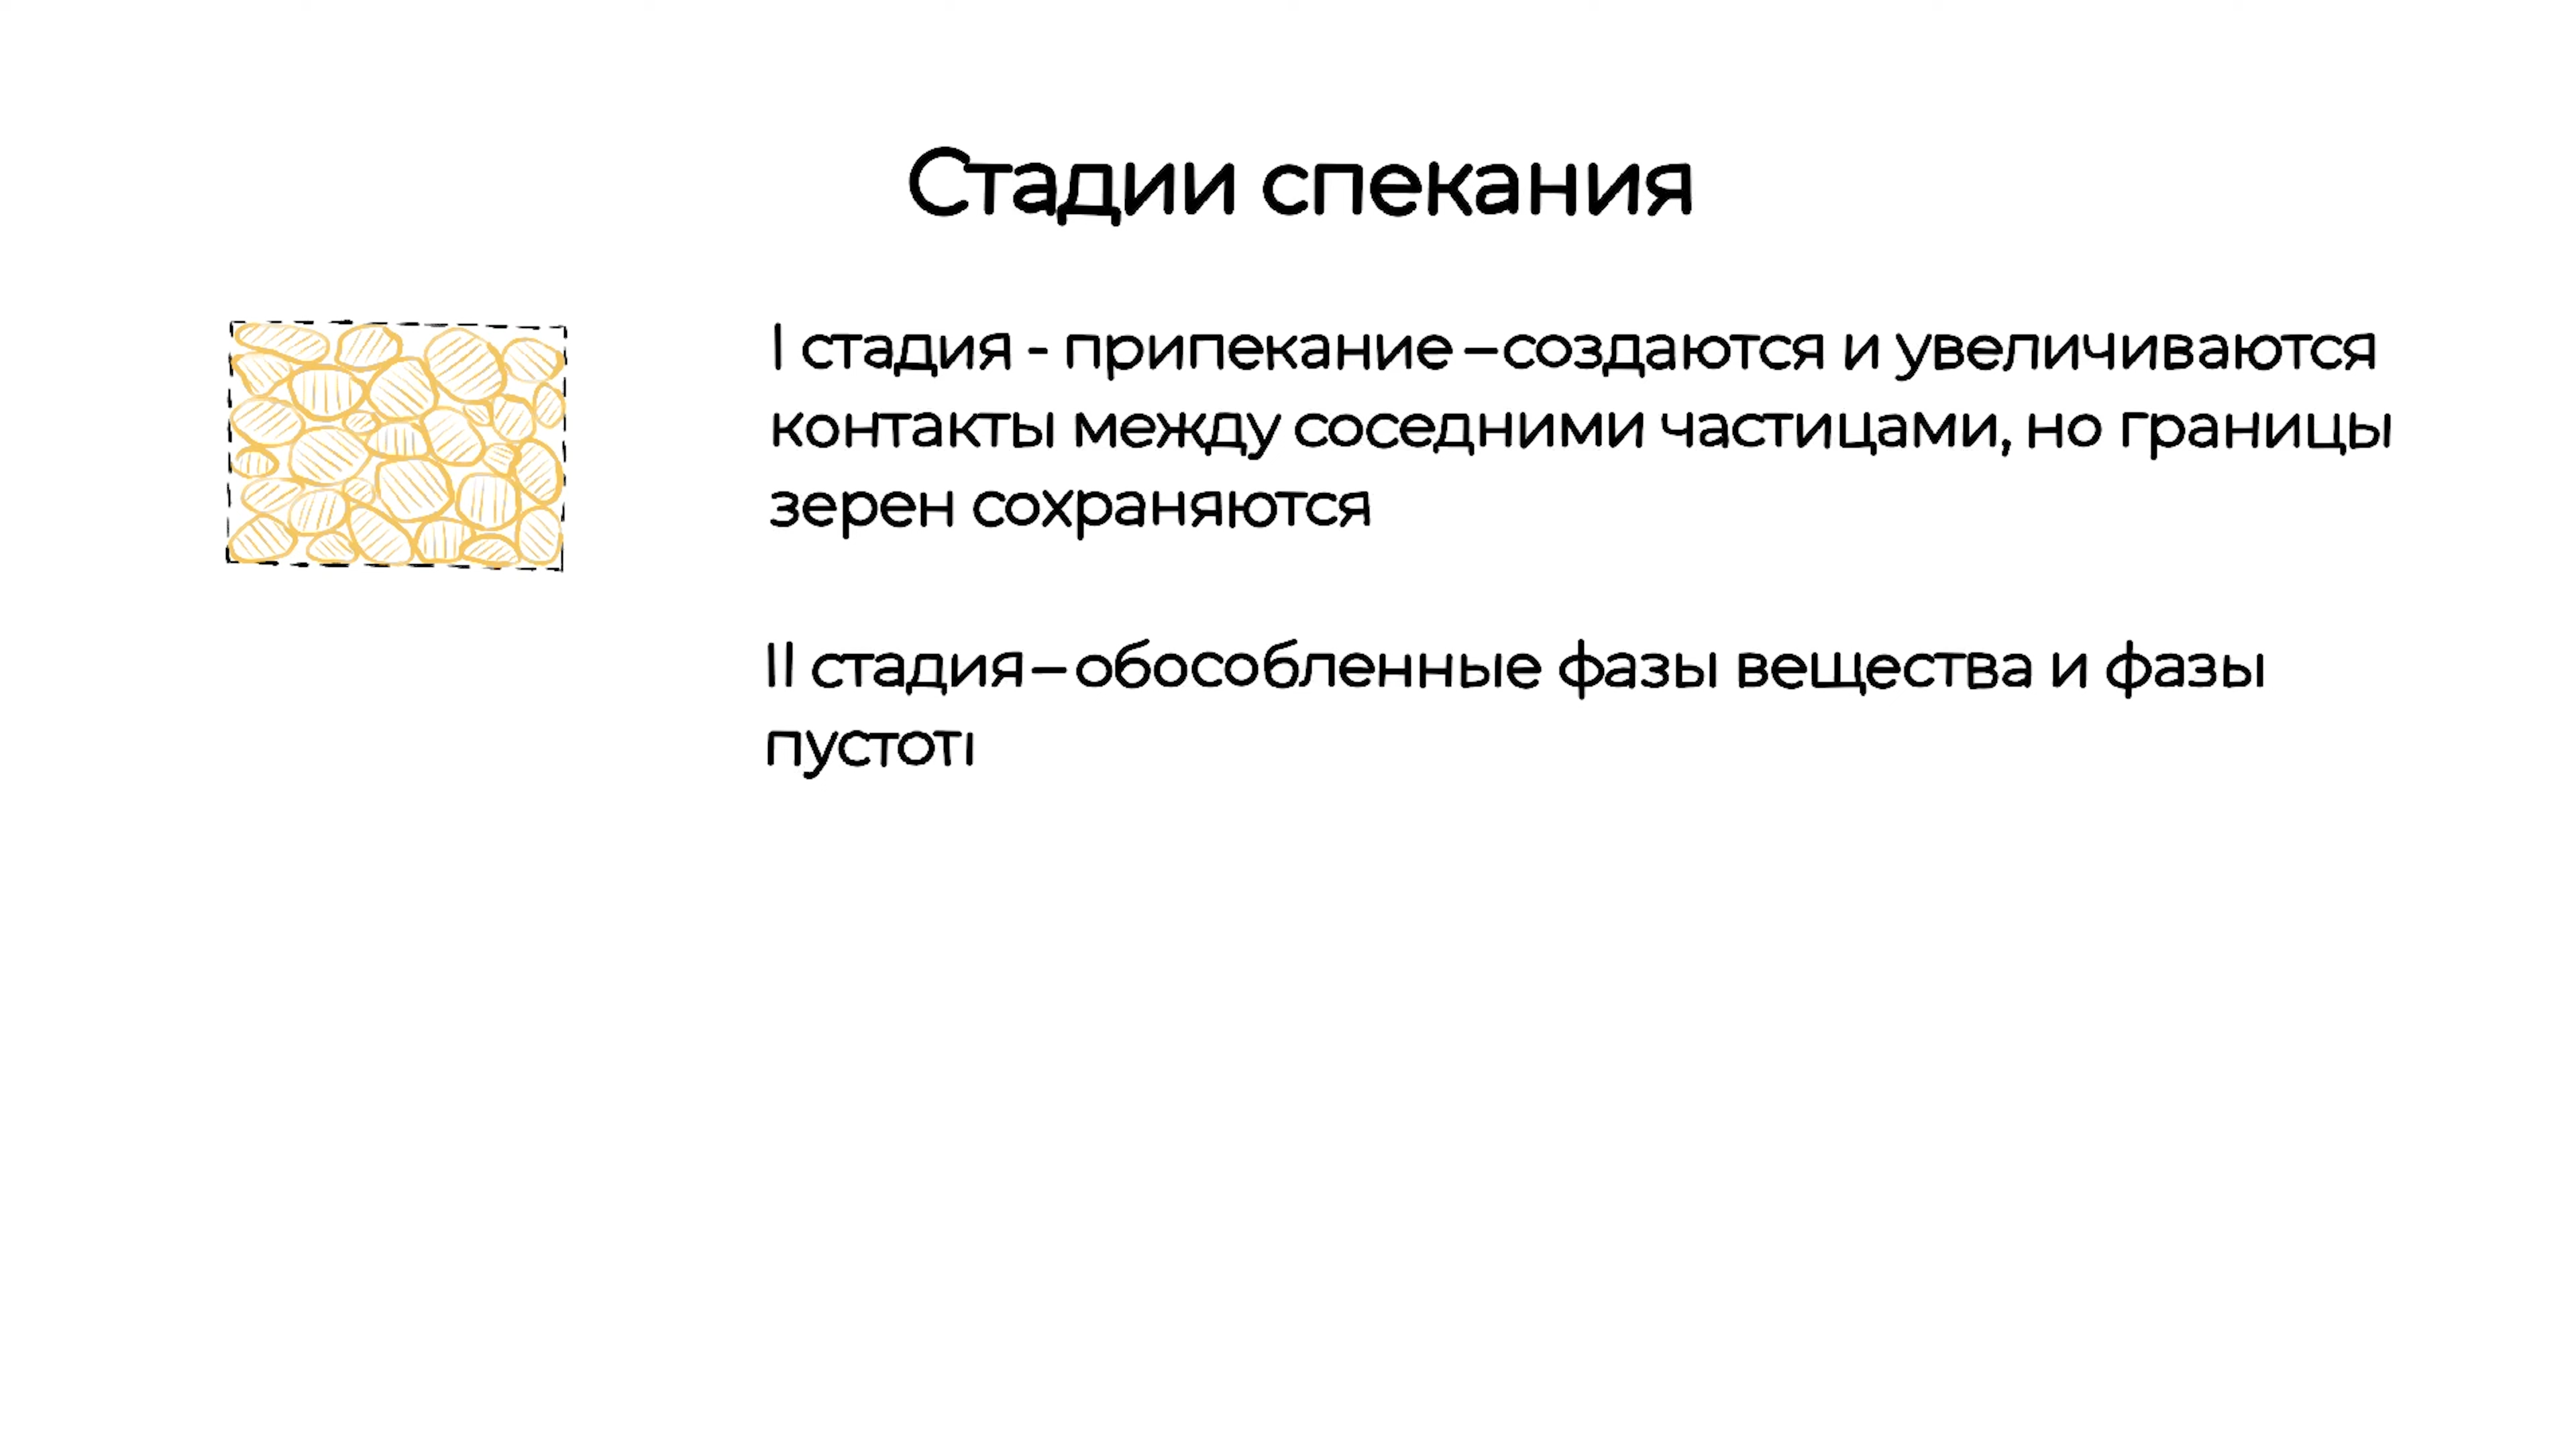 Стадии спекания
I стадия - припекание – создаются и увеличиваются
контакты между соседними частицами, но границы
зерен сохраняются
II стадия – обособленные фазы вещества и фазы